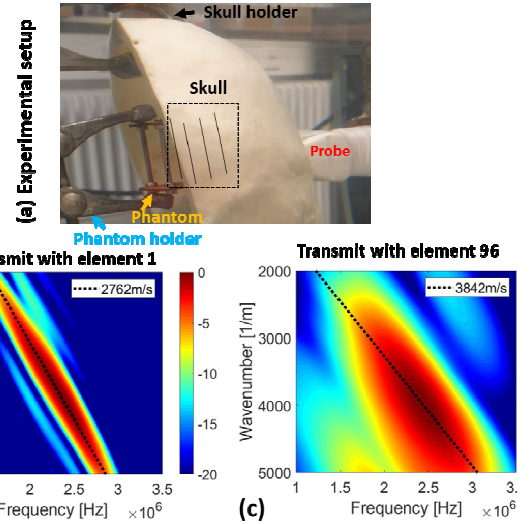 Skull holder
(a) Experimental setup
Skull
Probe
Phantom
Phantom holder
smit with element 1
2762m/s
0
-5
-10
-15
-20
2 2.5 3 3.5
Frequency [Hz] ×10⁶
Transmit with element 96
3842m/s
Wavenumber [1/m]
2000
3000
4000
5000
1 1.5 2 2.5 3 3.
Frequency [Hz] ×10⁶
(c)